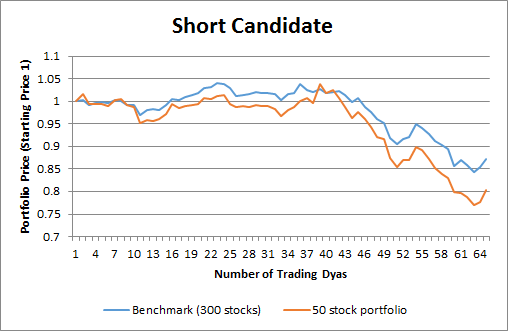 Short Candidate
Portfolio Price (Starting Price 1)
1.1
1.05
1
0.95
0.9
0.85
0.8
0.75
0.7
1 4 7 10 13 16 19 22 25 28 31 34 37 40 43 46 49 52 55 58 61 64
Number of Trading Dyas
Benchmark (300 stocks) 50 stock portfolio